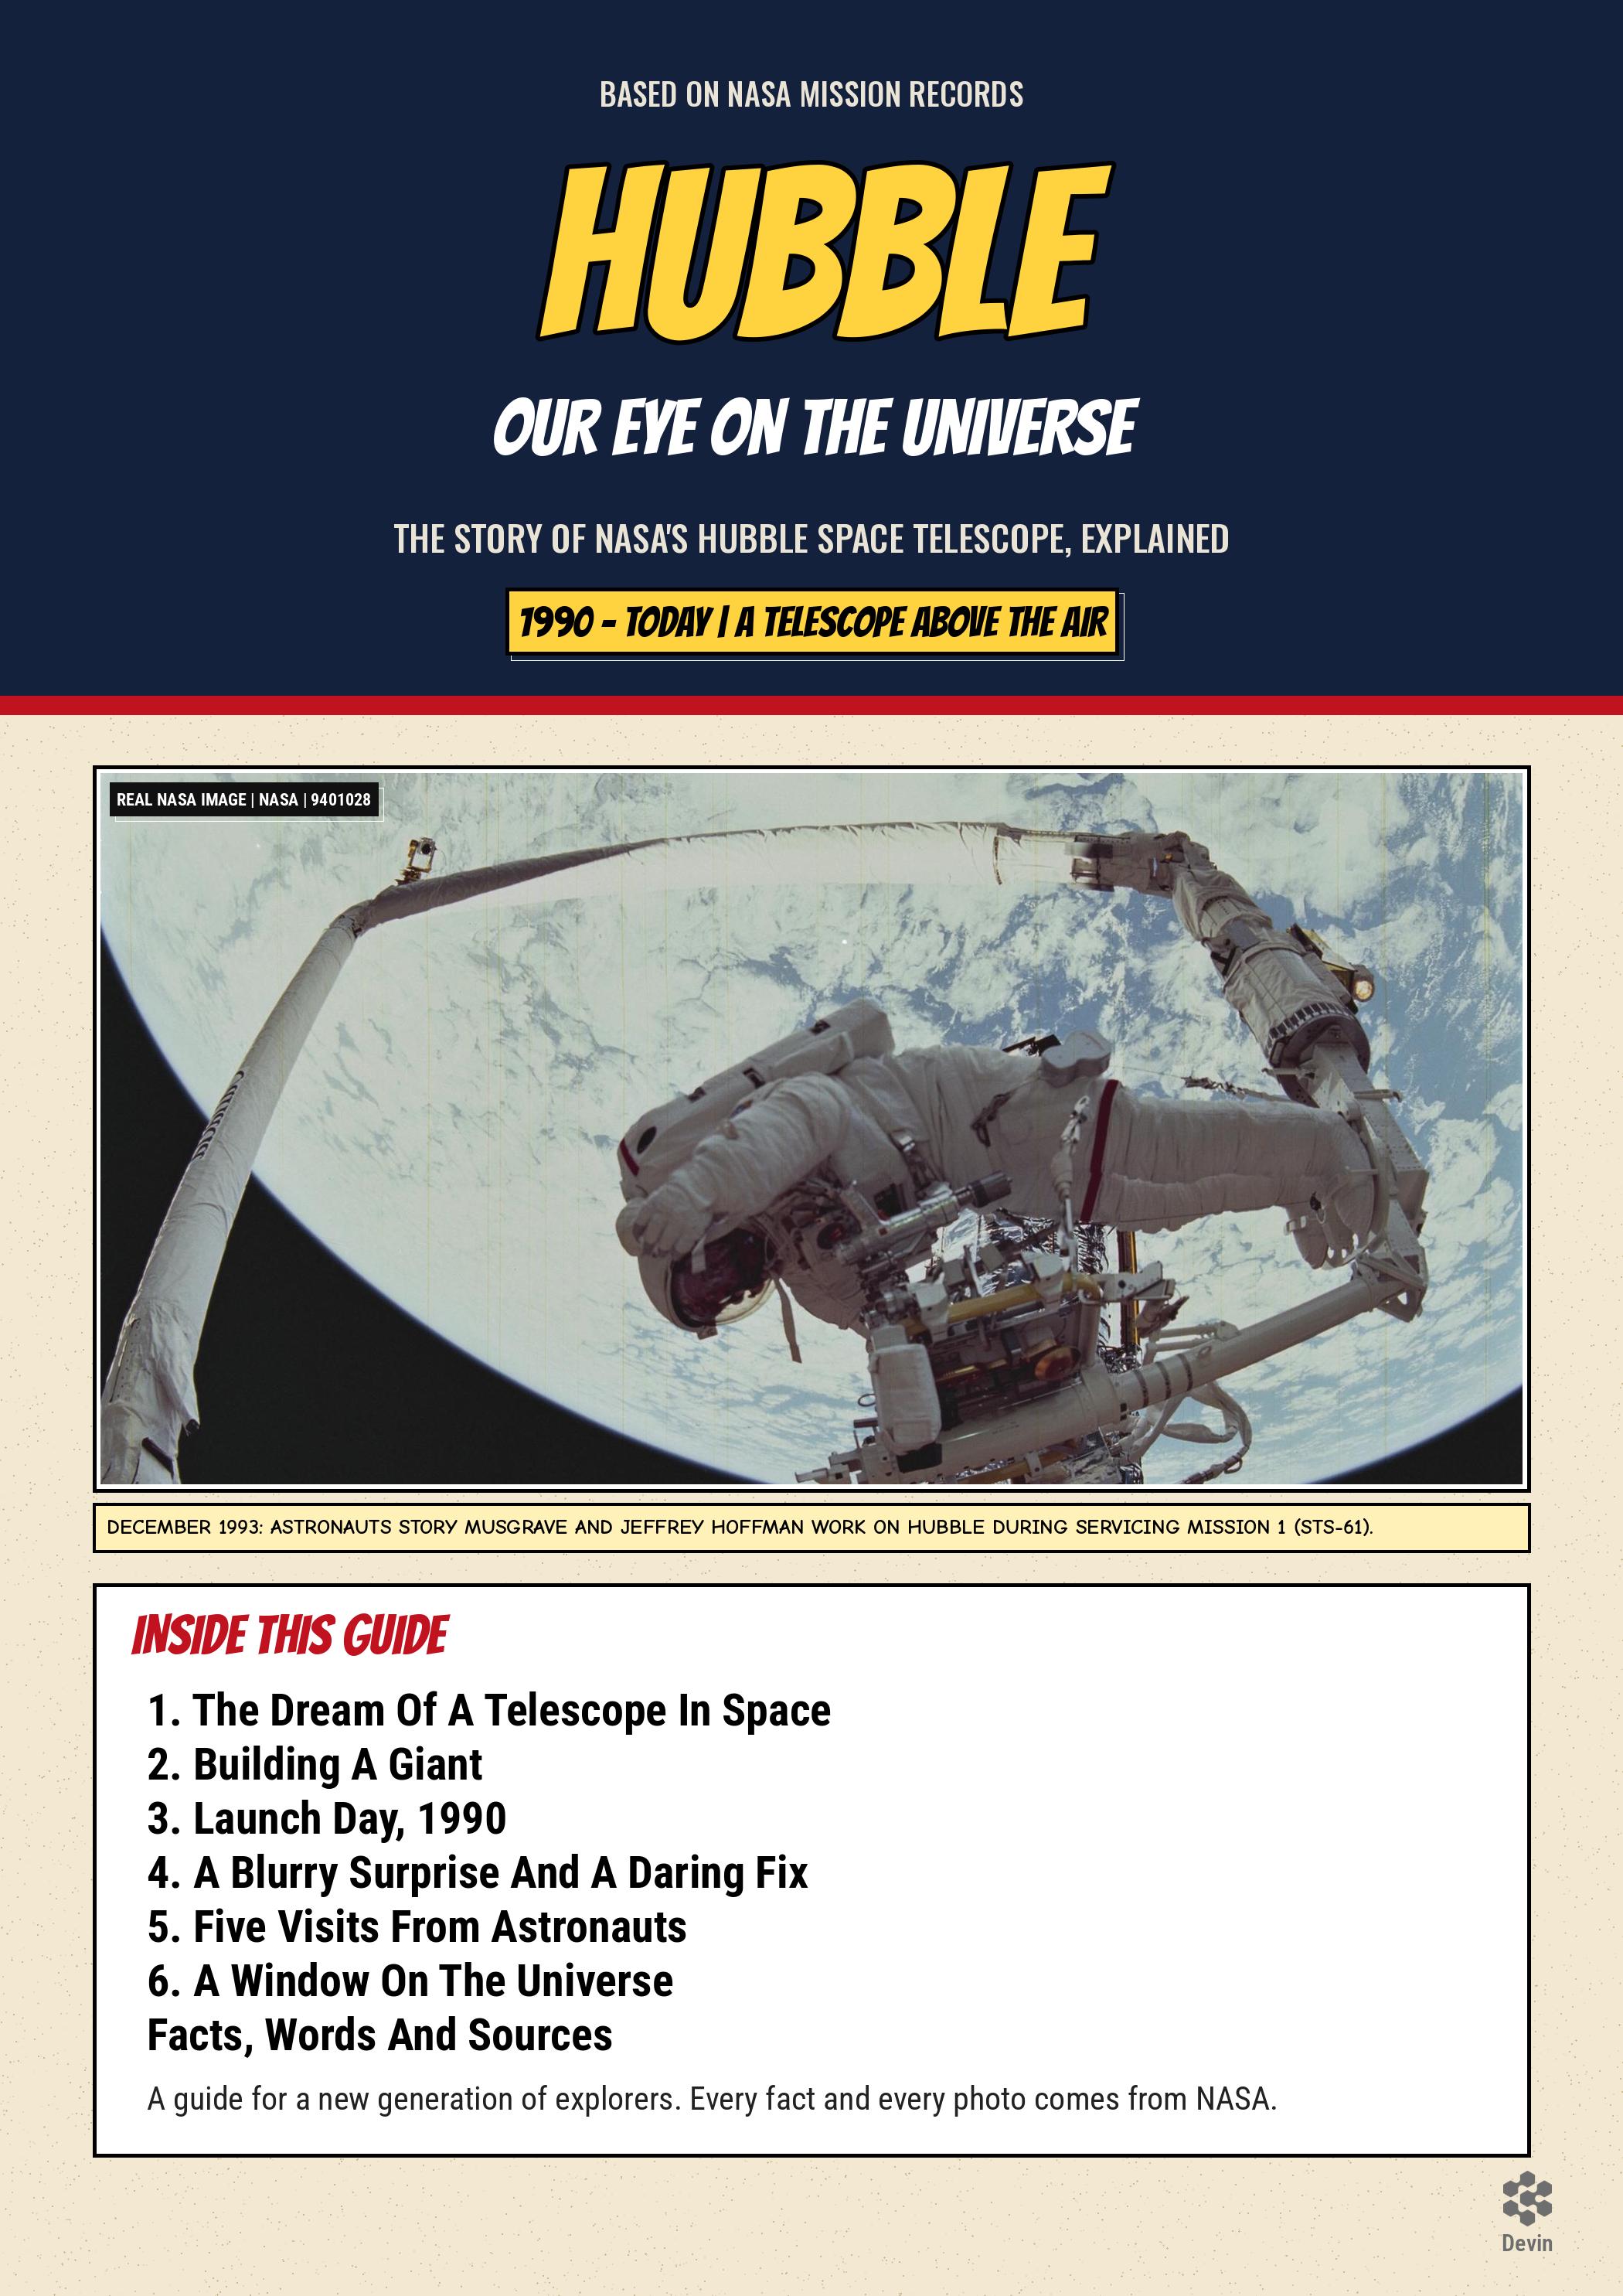 BASED ON NASA MISSION RECORDS
HUBBLE
OUR EYE ON THE UNIVERSE
THE STORY OF NASA'S HUBBLE SPACE TELESCOPE, EXPLAINED
1990 - TODAY | A TELESCOPE ABOVE THE AIR
REAL NASA IMAGE | NASA | 9401028
DECEMBER 1993: ASTRONAUTS STORY MUSGRAVE AND JEFFREY HOFFMAN WORK ON HUBBLE DURING SERVICING MISSION 1 (STS-61).
INSIDE THIS GUIDE
1. The Dream Of A Telescope In Space
2. Building A Giant
3. Launch Day, 1990
4. A Blurry Surprise And A Daring Fix
5. Five Visits From Astronauts
6. A Window On The Universe
Facts, Words And Sources
A guide for a new generation of explorers. Every fact and every photo comes from NASA.
Devin